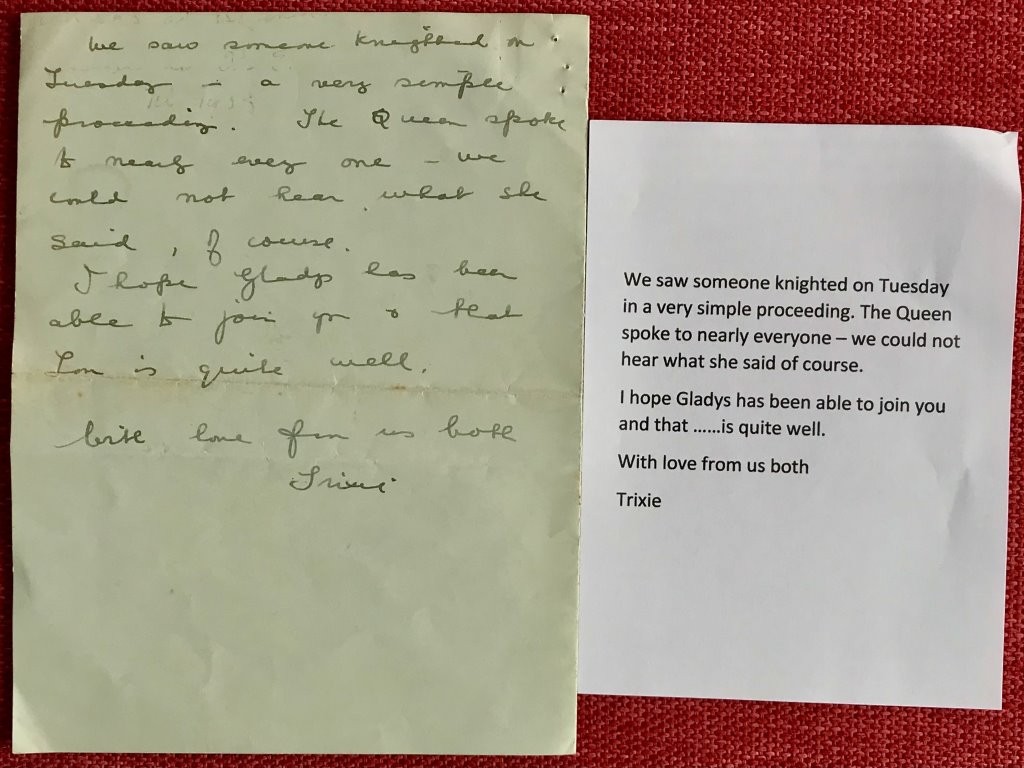 We saw someone knighted on
Tuesday – a very simple
proceeding. The Queen spoke
to nearly every one – we
could not hear what she
said, of course.
I hope Gladys has been
able to join you & that
is quite well.
With love from us both
Trixie
We saw someone knighted on Tuesday
in a very simple proceeding. The Queen
spoke to nearly everyone – we could not
hear what she said of course.
I hope Gladys has been able to join you
and that ......is quite well.
With love from us both
Trixie